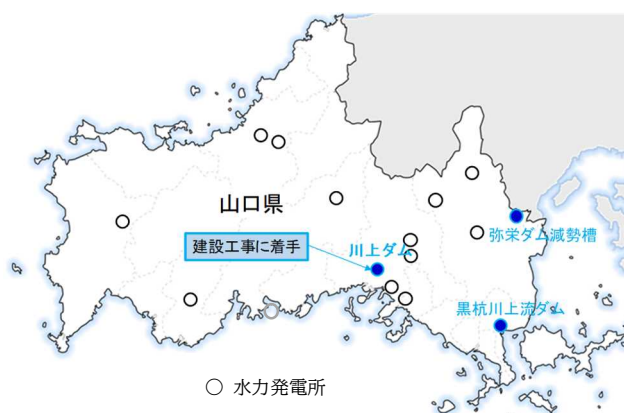 山口県
建設工事に着手
川上ダム
弥栄ダム減勢槽
黒杭川上流ダム
○ 水力発電所